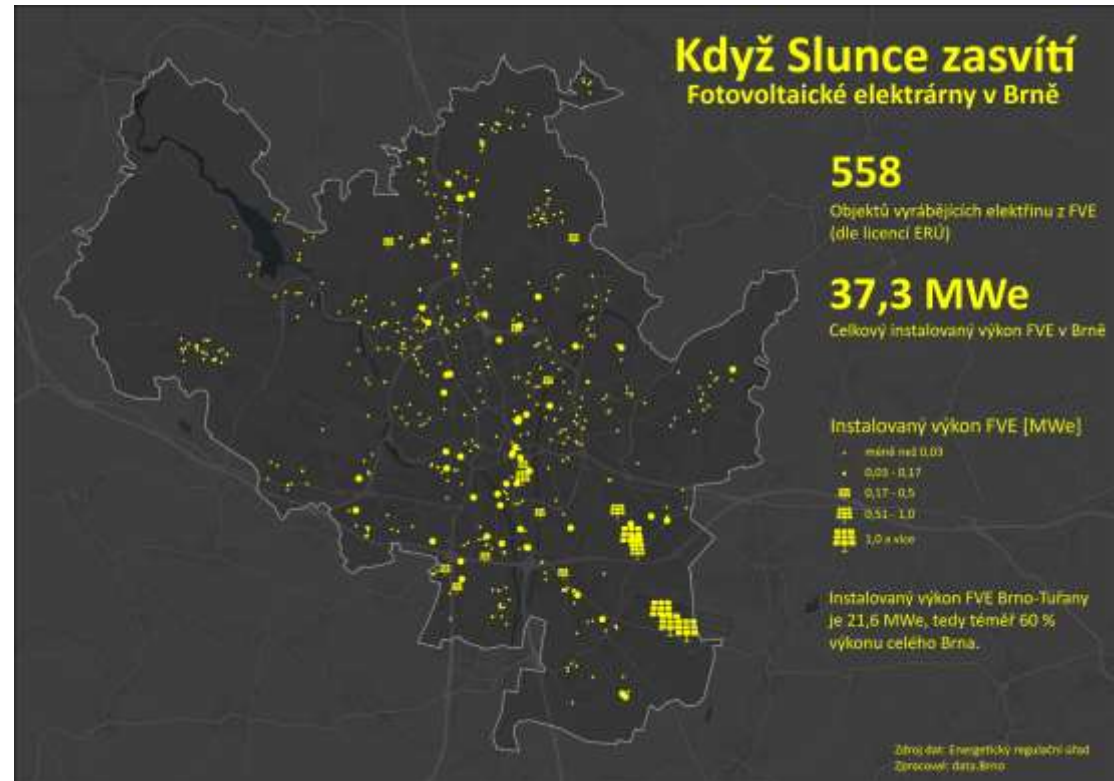 Když Slunce zasvítí
Fotovoltaické elektrárny v Brně
558
Objektů vyrábějících elektřinu z FVE
(dle licencí ERÚ)
37,3 MWe
Celkový instalovaný výkon FVE v Brně
Instalovaný výkon FVE [MWe]
méně než 0,03
0,03 - 0,17
0,17 - 0,5
0,51 - 1,0
1,0 a více
Instalovaný výkon FVE Brno-Tuřany
je 21,6 MWe, tedy téměř 60 %
výkonu celého Brna.
Zdroj dat: Energetický regulační úřad
Zpracoval: data.Brno